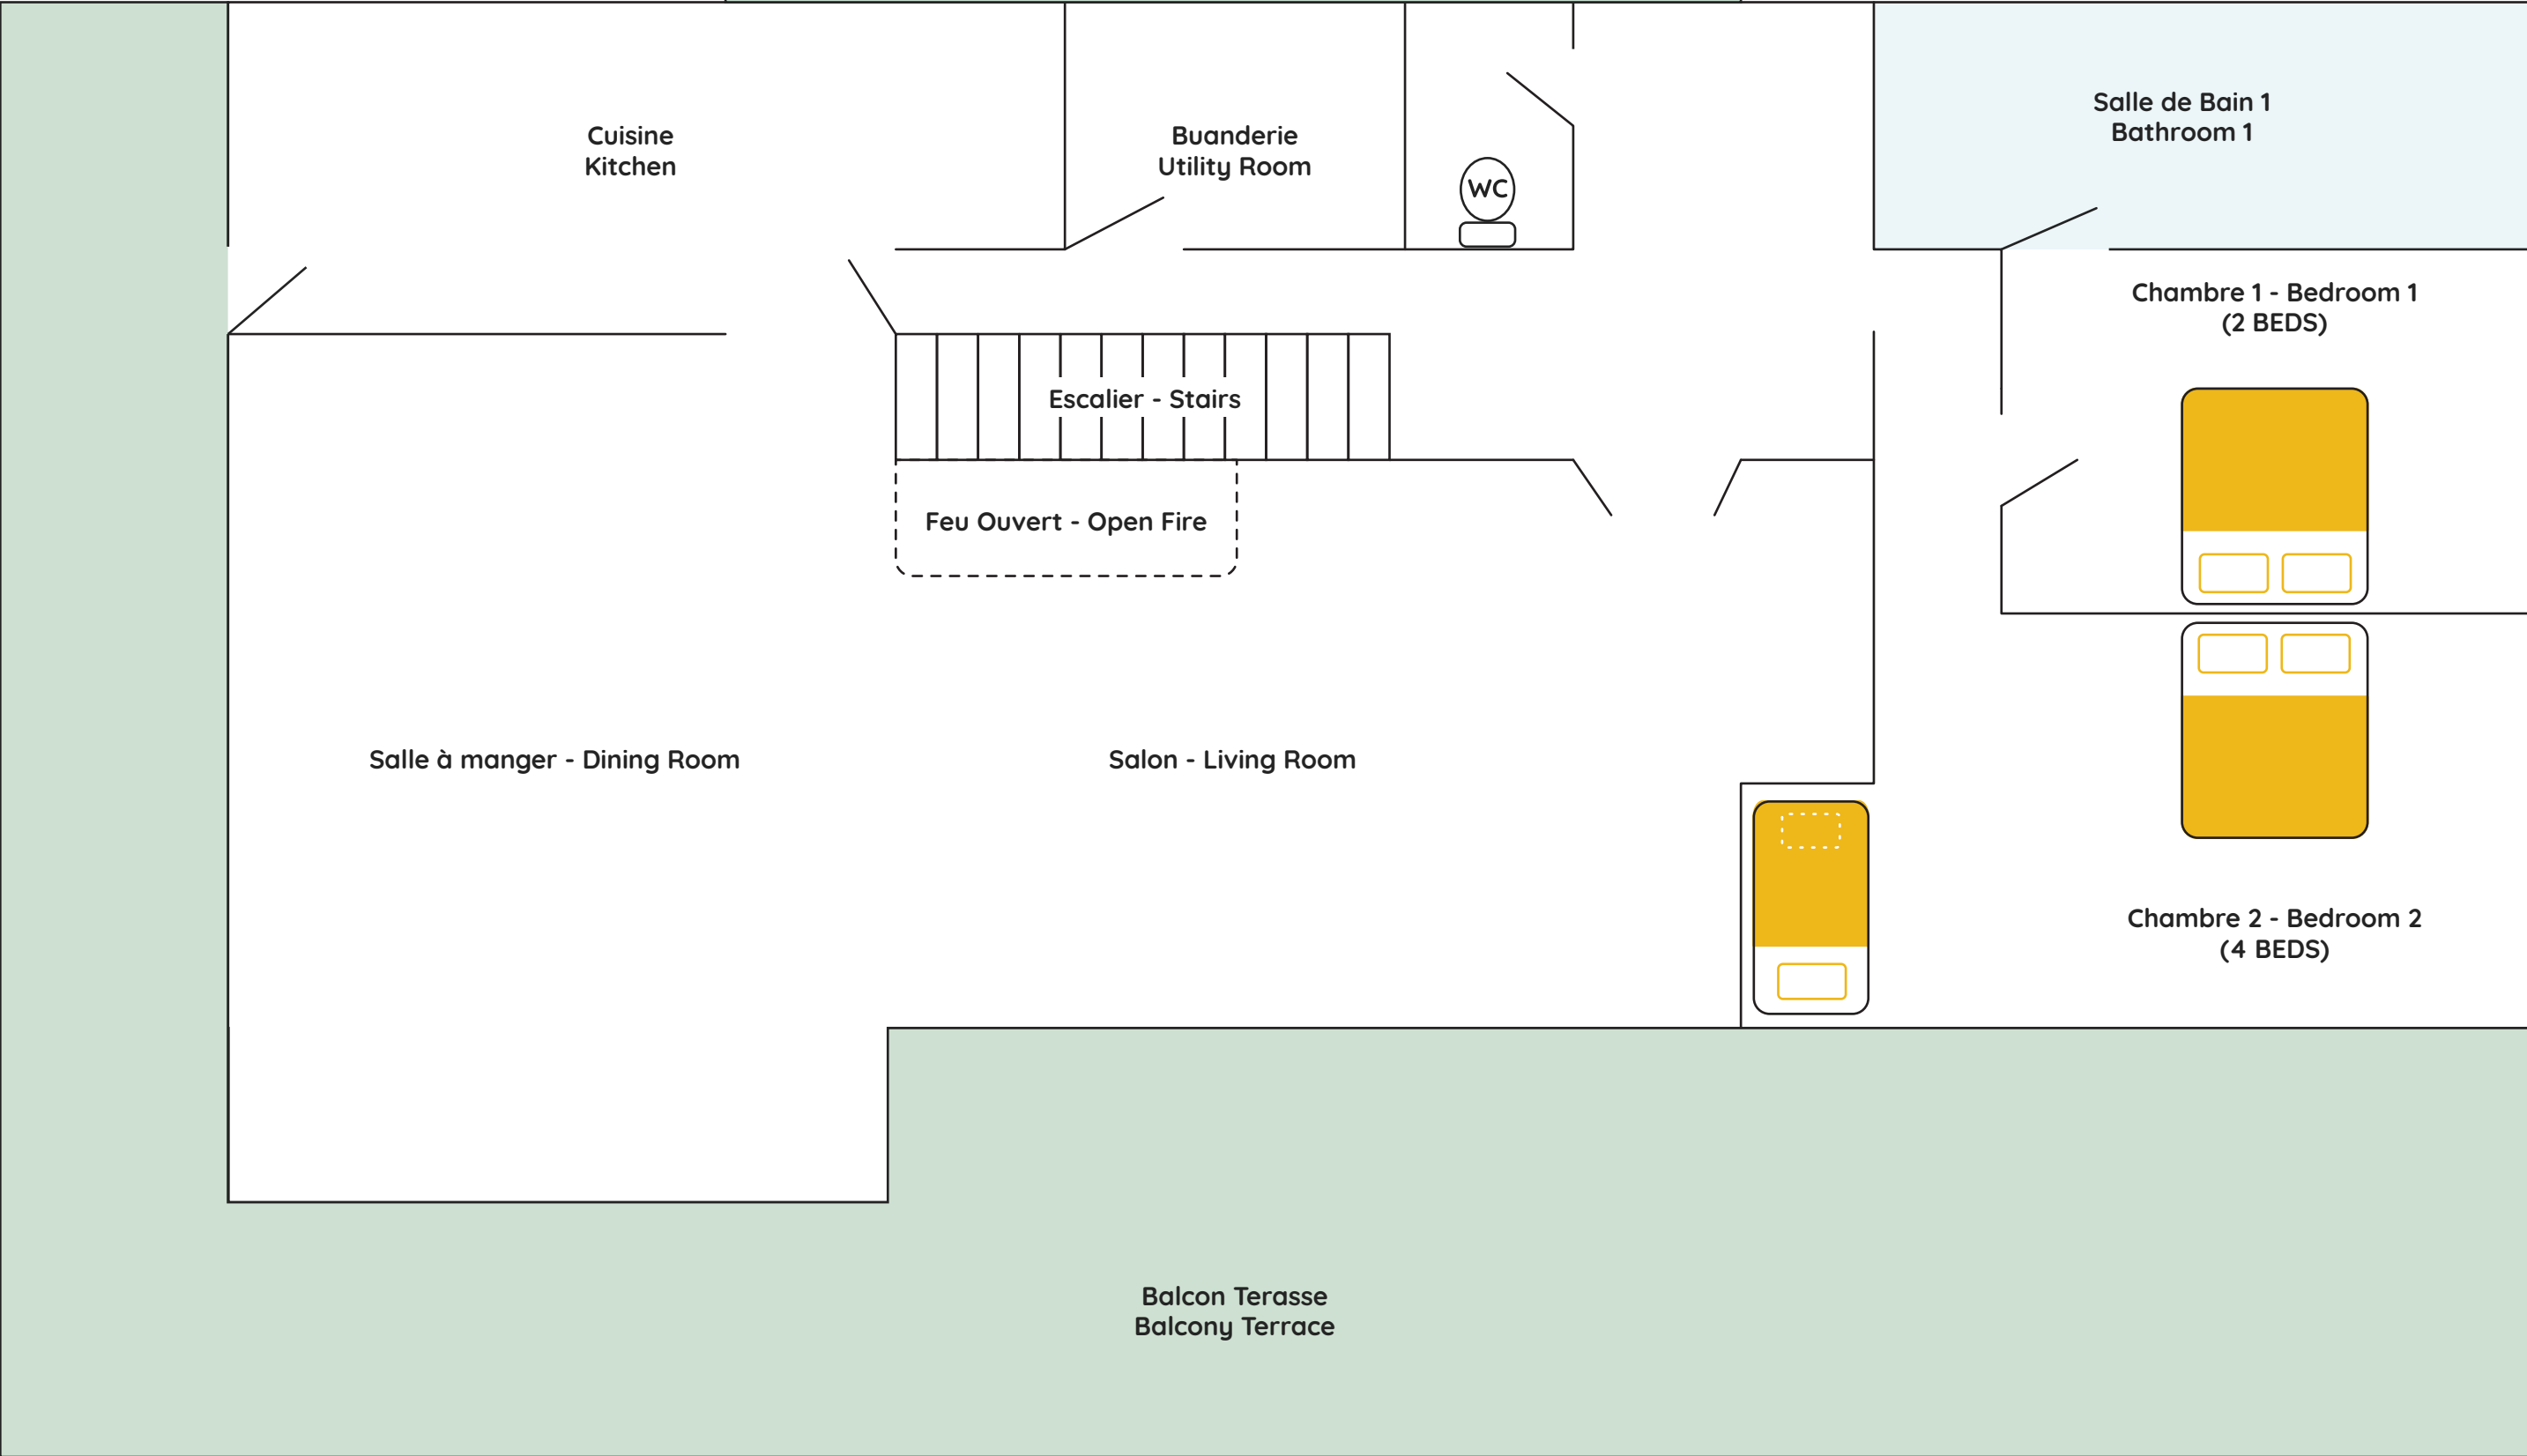 Cuisine
Kitchen
Buanderie
Utility Room
WC
Salle de Bain 1
Bathroom 1
Chambre 1 - Bedroom 1
(2 BEDS)
Escalier - Stairs
Feu Ouvert - Open Fire
Salle à manger - Dining Room
Salon - Living Room
Chambre 2 - Bedroom 2
(4 BEDS)
Balcon Terasse
Balcony Terrace